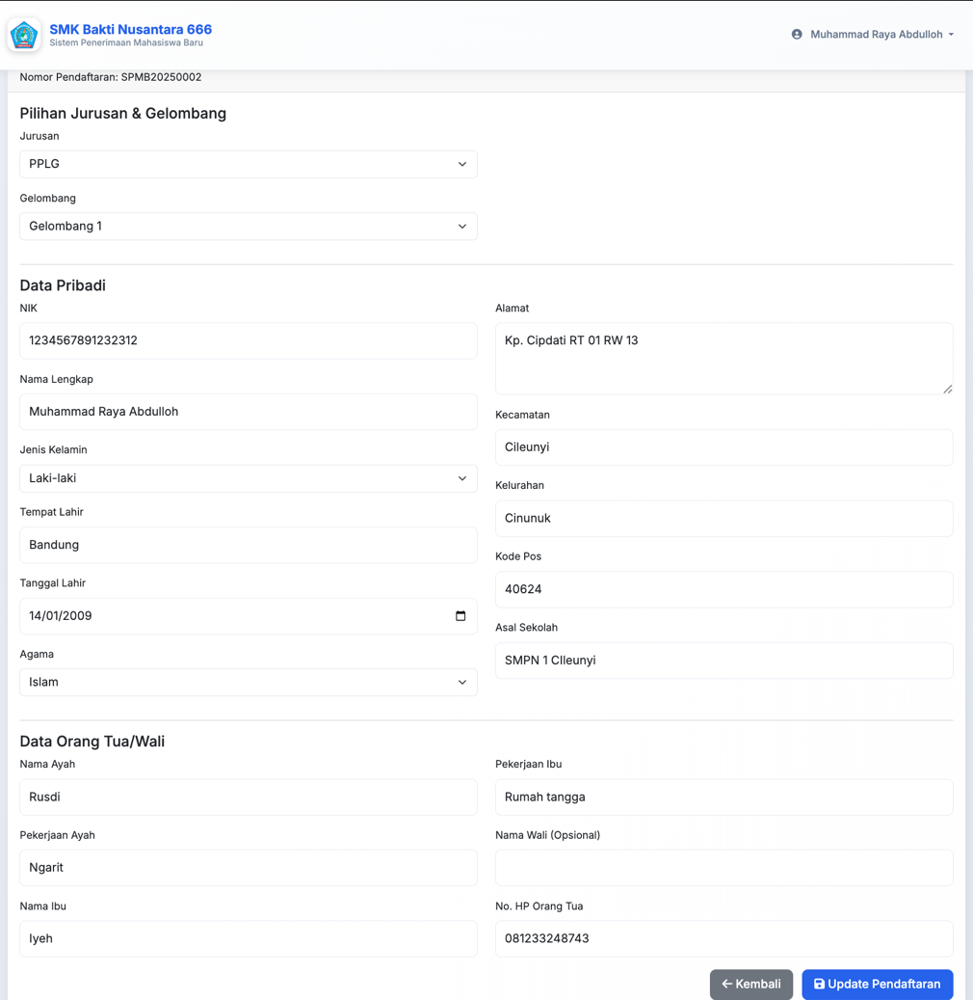 SMK Bakti Nusantara 666
Sistem Penerimaan Mahasiswa Baru
Muhammad Raya Abdulloh
Nomor Pendaftaran: SPMB20250002
Pilihan Jurusan & Gelombang
Jurusan
PPLG
Gelombang
Gelombang 1
Data Pribadi
NIK
1234567891232312
Nama Lengkap
Muhammad Raya Abdulloh
Jenis Kelamin
Laki-laki
Tempat Lahir
Bandung
Tanggal Lahir
14/01/2009
Agama
Islam
Alamat
Kp. Cipdati RT 01 RW 13
Kecamatan
Cileunyi
Kelurahan
Cinunuk
Kode Pos
40624
Asal Sekolah
SMPN 1 CIleunyi
Data Orang Tua/Wali
Nama Ayah
Rusdi
Pekerjaan Ayah
Ngarit
Nama Ibu
Iyeh
Pekerjaan Ibu
Rumah tangga
Nama Wali (Opsional)
No. HP Orang Tua
081233248743
Kembali
Update Pendaftaran